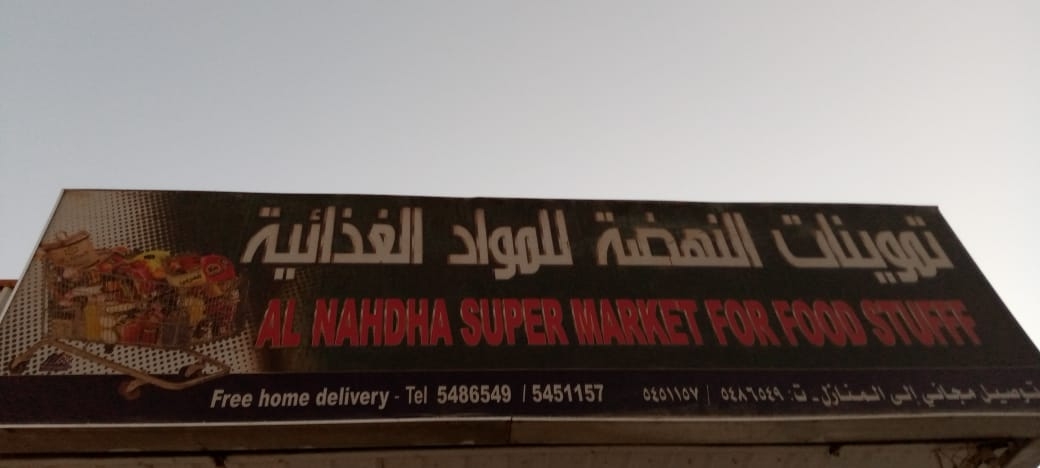 تموينات النهضة للمواد الغذائية
AL NAHDHA SUPER MARKET FOR FOOD STUFFF
Free home delivery - Tel 5486549 / 5451157
توصيل مجاني إلى المنازل - ت: ٥٤٨٦٥٤٩ / ٥٤٥١١٥٧